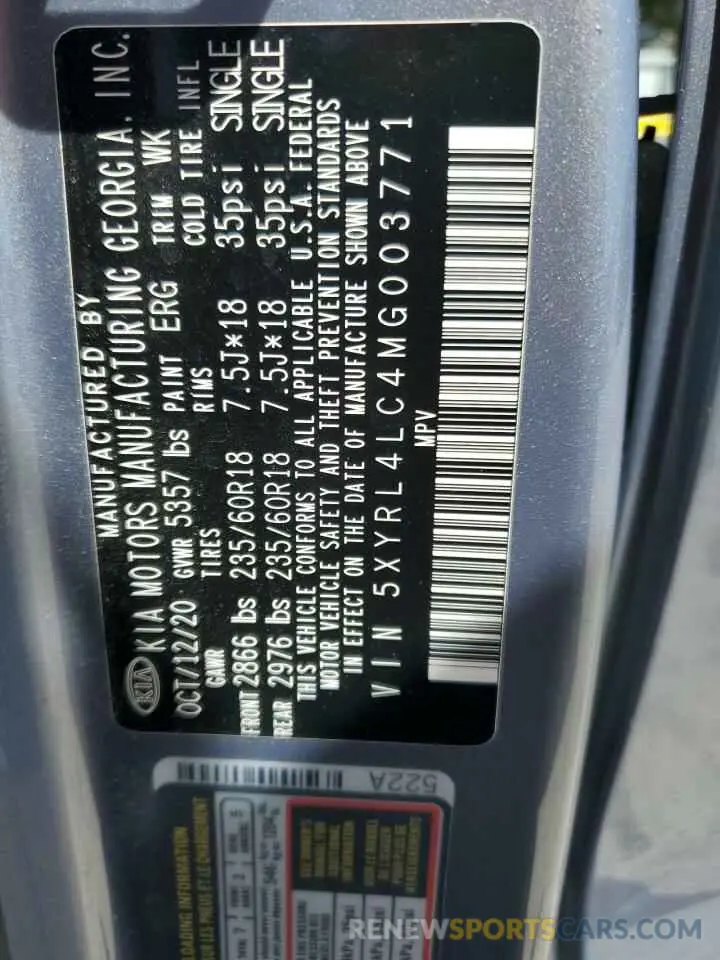 MANUFACTURED BY
KIA KIA MOTORS MANUFACTURING GEORGIA. INC.
OCT/12/20 GVWR 5357 lbs PAINT ERG TRIM WK
GAWR TIRES RIMS COLD TIRE INFL
FRONT 2866 lbs 235/60R18 7.5J*18 35psi SINGLE
REAR 2976 lbs 235/60R18 7.5J*18 35psi SINGLE
THIS VEHICLE CONFORMS TO ALL APPLICABLE U.S.A. FEDERAL
MOTOR VEHICLE SAFETY AND THEFT PREVENTION STANDARDS
IN EFFECT ON THE DATE OF MANUFACTURE SHOWN ABOVE
VIN 5XYRL4LC4MG003771
MPV
522A
LOADING INFORMATION
RENEWSPORTSCARS.COM